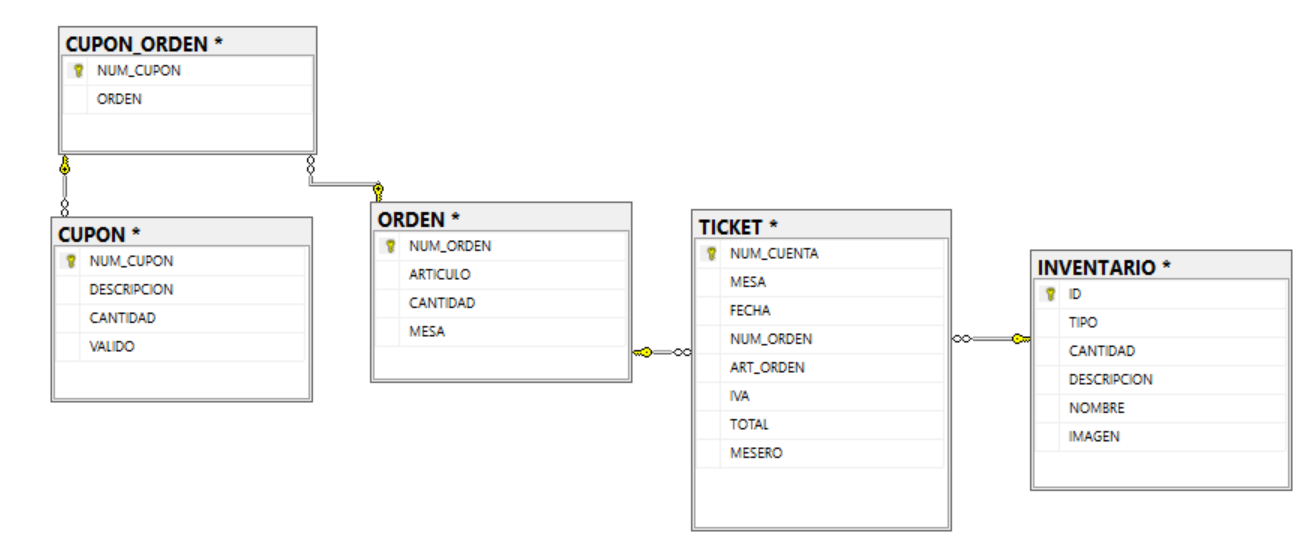 CUPON_ORDEN *
NUM_CUPON
ORDEN
CUPON *
NUM_CUPON
DESCRIPCION
CANTIDAD
VALIDO
ORDEN *
NUM_ORDEN
ARTICULO
CANTIDAD
MESA
TICKET *
NUM_CUENTA
MESA
FECHA
NUM_ORDEN
ART_ORDEN
IVA
TOTAL
MESERO
INVENTARIO *
ID
TIPO
CANTIDAD
DESCRIPCION
NOMBRE
IMAGEN